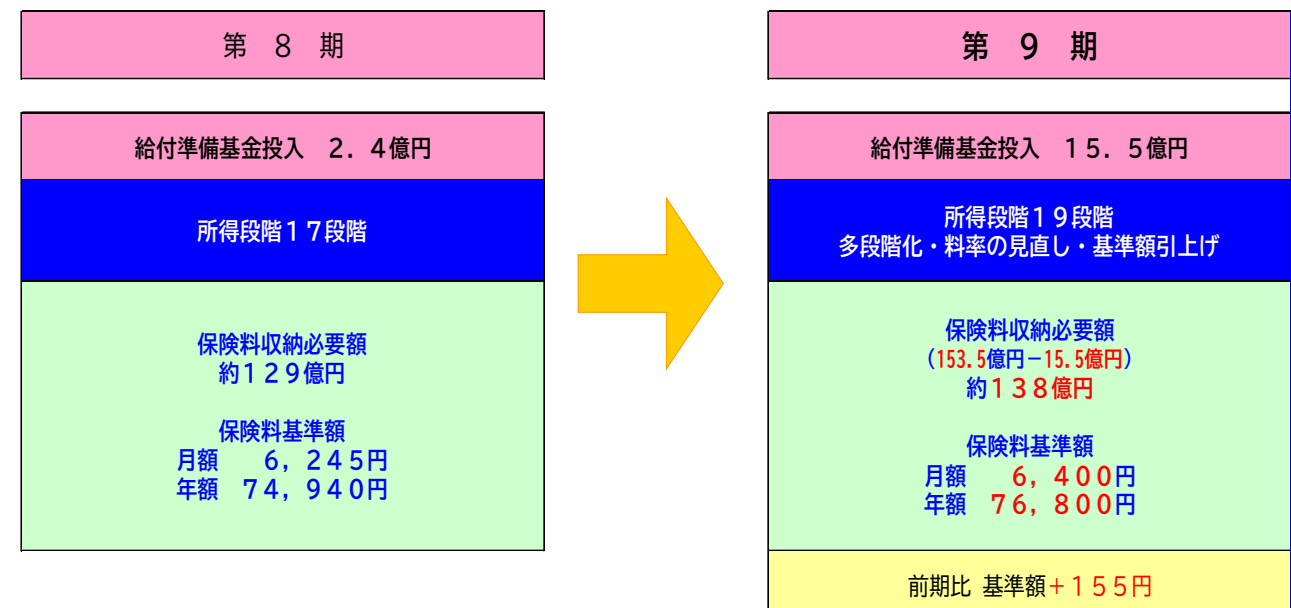 第　８　期
給付準備基金投入　２．４億円
所得段階１７段階
保険料収納必要額
約１２９億円
保険料基準額
月額　　６，２４５円
年額　７４，９４０円
第　９　期
給付準備基金投入　１５．５億円
所得段階１９段階
多段階化・料率の見直し・基準額引上げ
保険料収納必要額
（153.5億円－15.5億円）
約１３８億円
保険料基準額
月額　　６，４００円
年額　７６，８００円
前期比 基準額＋１５５円